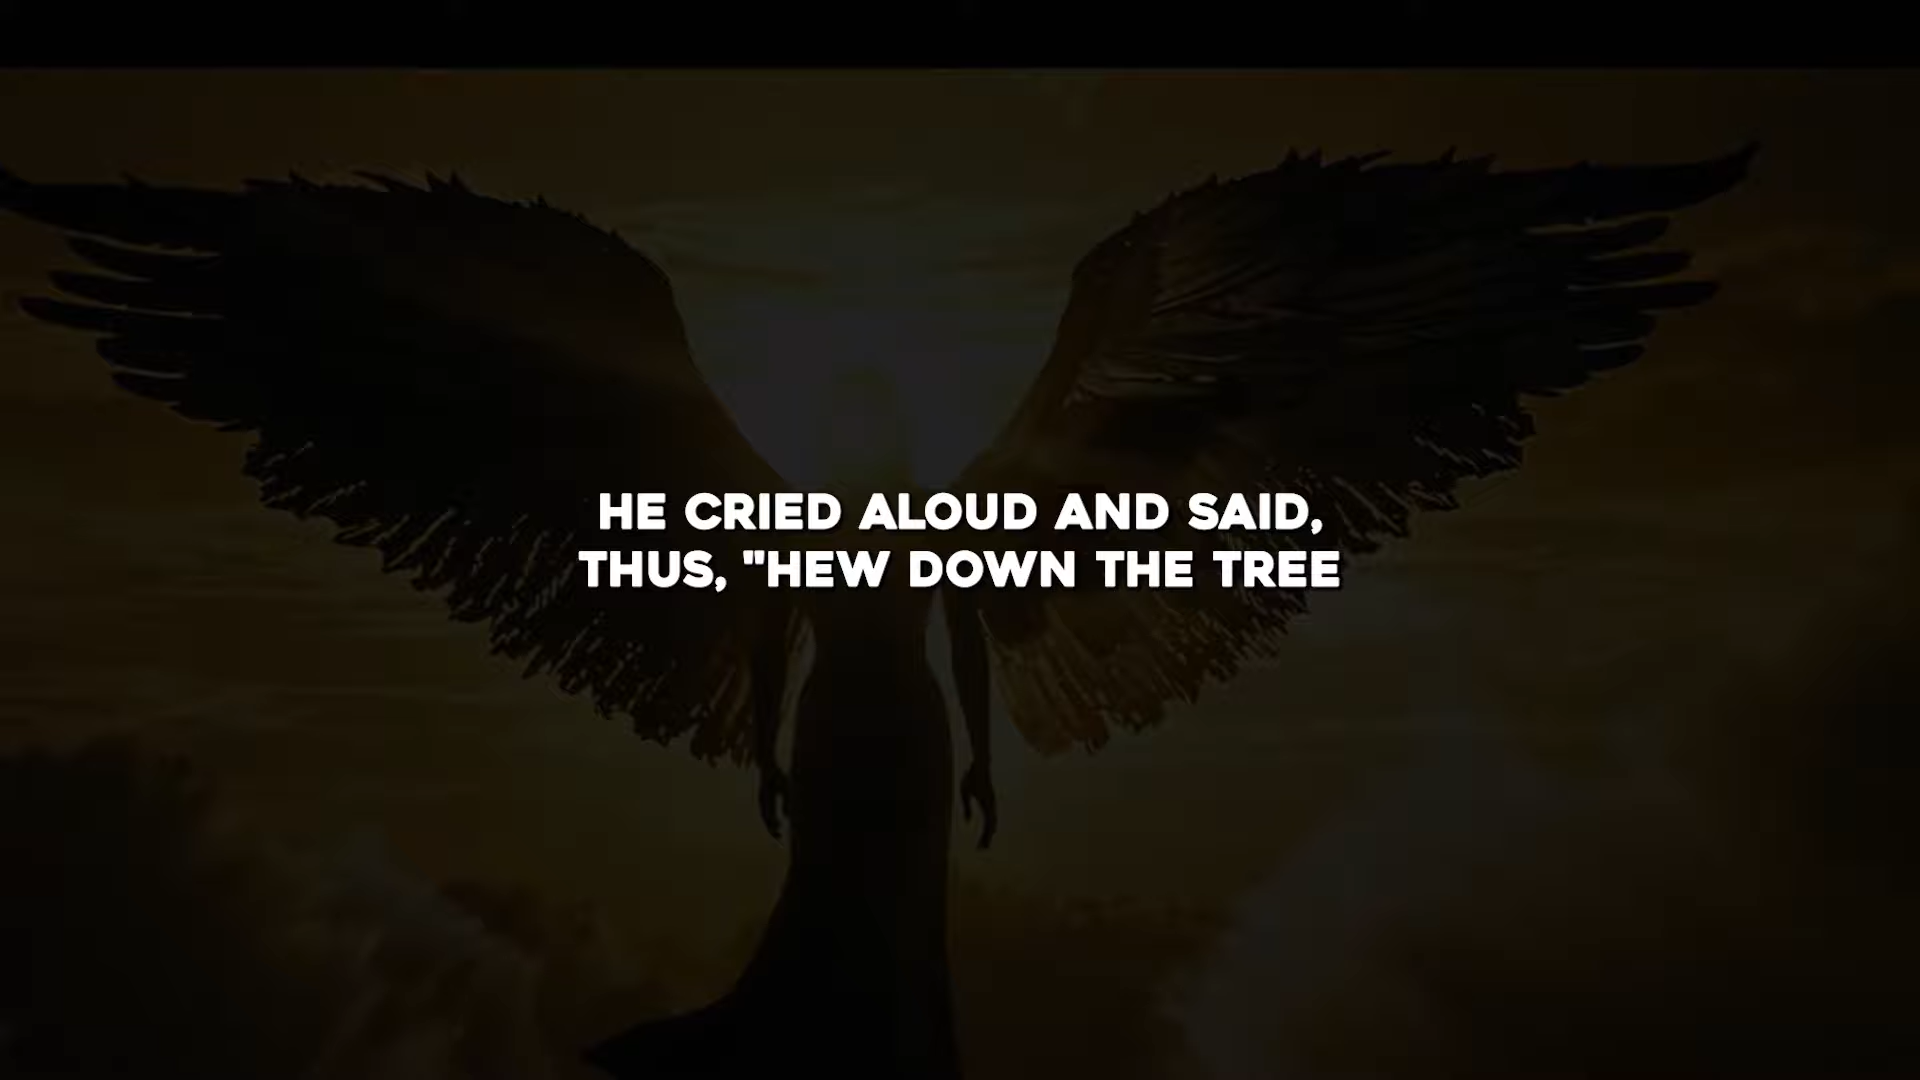 HE CRIED ALOUD AND SAID,
THUS, "HEW DOWN THE TREE